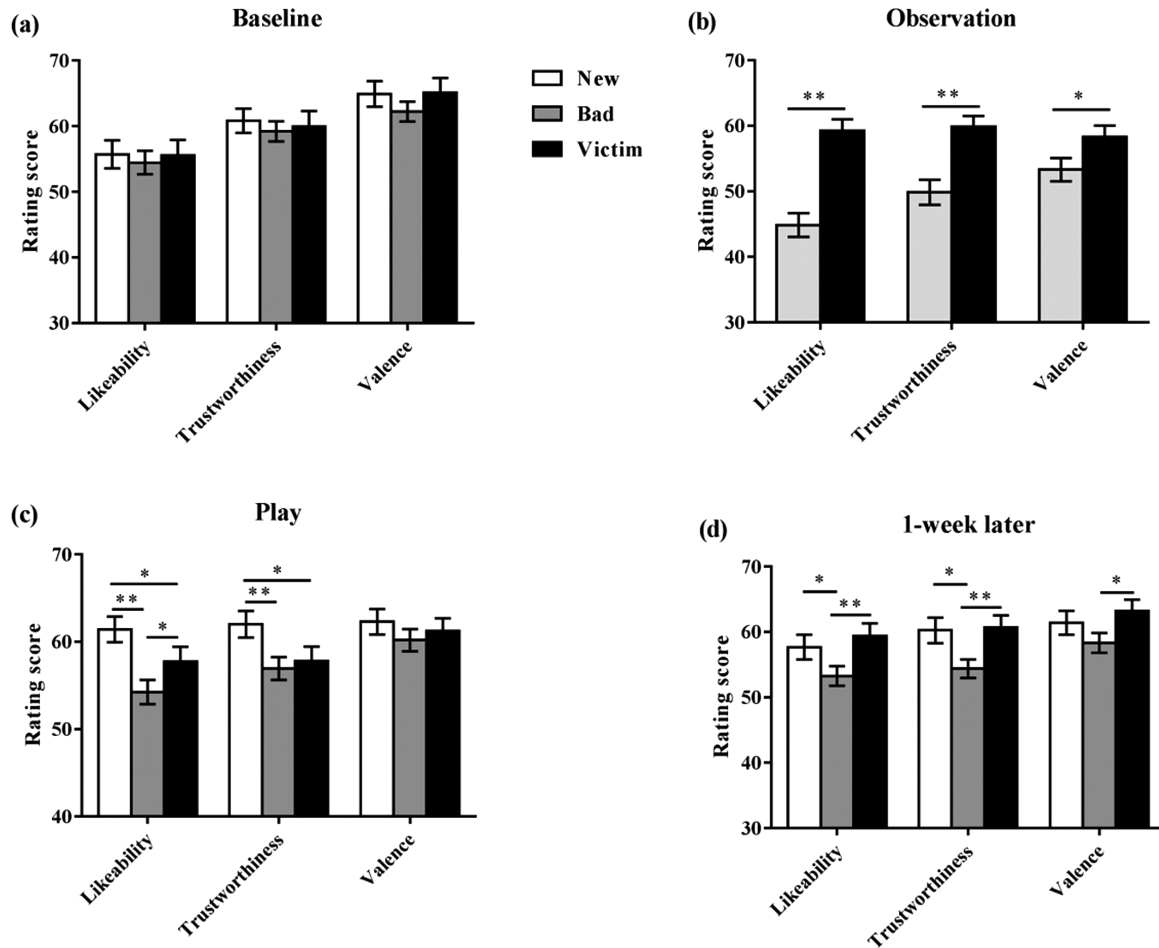 (a)
Baseline
70
60
50
40
30
Rating score
Likeability
Trustworthiness
Valence
New
Bad
Victim
(b)
Observation
70
60
50
40
30
Rating score
**
**
*
Likeability
Trustworthiness
Valence
(c)
Play
70
60
50
40
Rating score
*
**
*
*
**
Likeability
Trustworthiness
Valence
(d)
1-week later
70
60
50
40
30
Rating score
*
**
*
**
*
Likeability
Trustworthiness
Valence